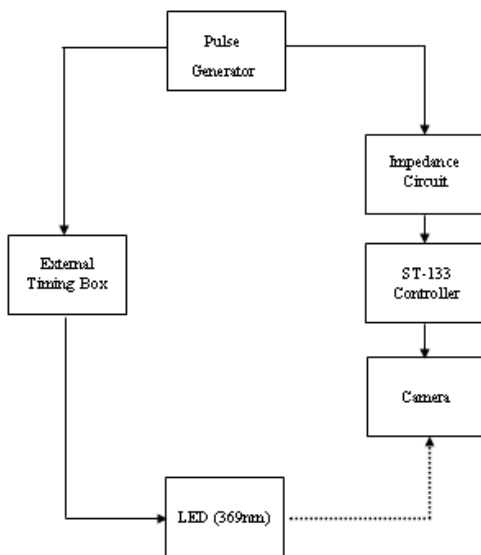 Pulse
Generator
Impedance
Circuit
External
Timing Box
ST-133
Controller
Camera
LED (369nm)